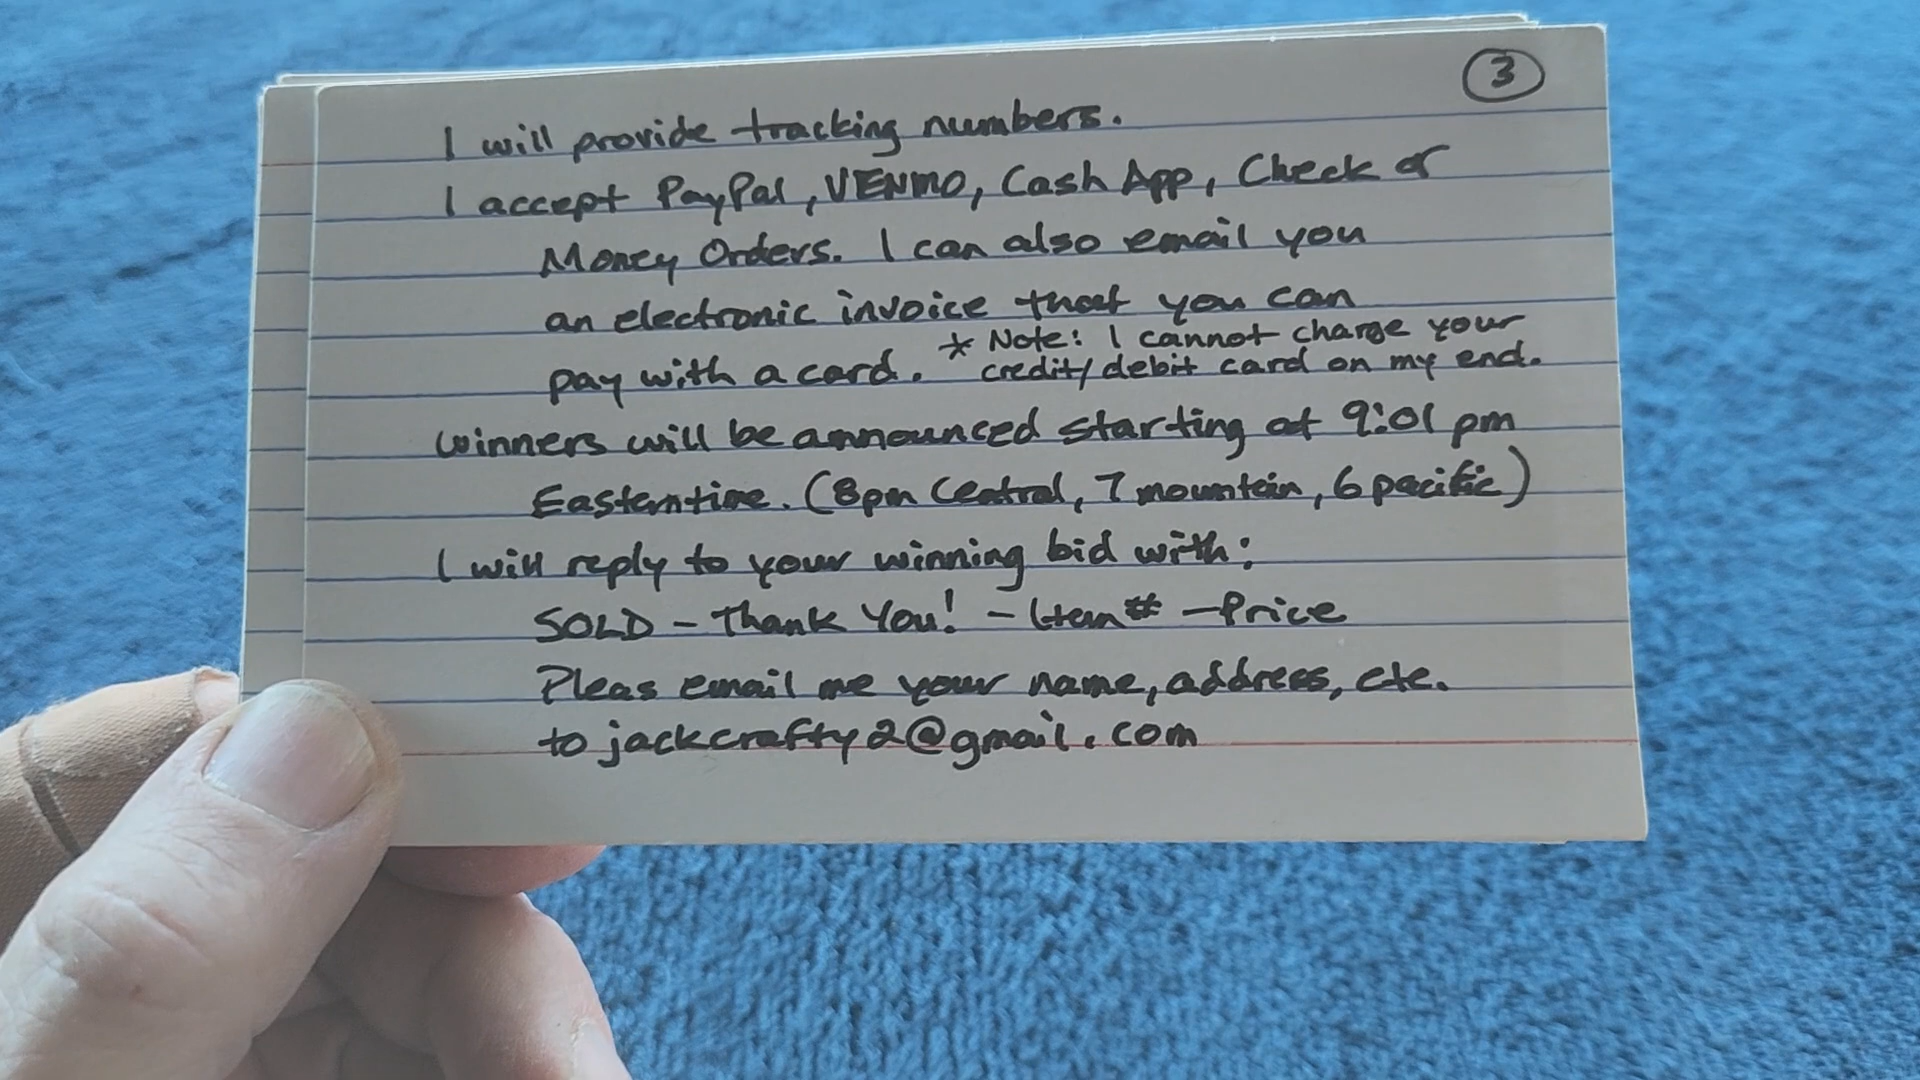 3
I will provide tracking numbers.
I accept PayPal, VENMO, Cash App, Check or
Money Orders. I can also email you
an electronic invoice that you can
pay with a card. * Note: I cannot charge your
credit/debit card on my end.
Winners will be announced starting at 9:01 pm
Eastern time. (8pm Central, 7 mountain, 6 pacific)
I will reply to your winning bid with:
SOLD - Thank You! - Item # - Price
Pleas email me your name, address, etc.
to jackcrafty2@gmail.com